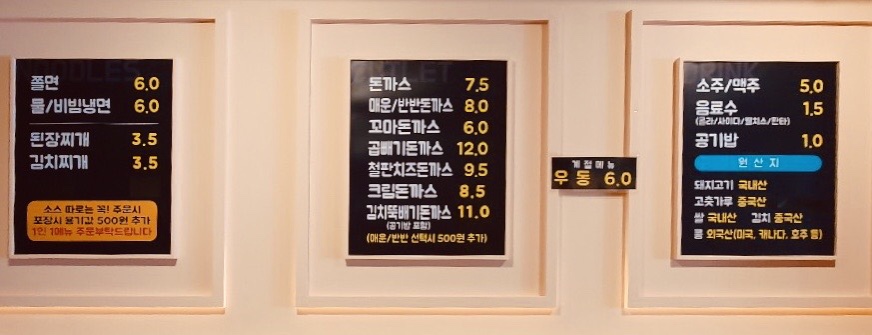 NOODLES
쫄면 6.0
물/비빔냉면 6.0
된장찌개 3.5
김치찌개 3.5
소스 따로는 꼭! 주문시
포장시 용기값 500원 추가
1인 1메뉴 주문부탁드립니다
돈까스 7.5
매운/반반돈까스 8.0
꼬마돈까스 6.0
곱빼기돈까스 12.0
철판치즈돈까스 9.5
크림돈까스 8.5
김치뚝배기돈까스 11.0
(공기밥 포함)
(매운/반반 선택시 500원 추가)
계절메뉴
우동 6.0
DRINK
소주/맥주 5.0
음료수 1.5
(콜라/사이다/웰치스/환타)
공기밥 1.0
원산지
돼지고기 국내산
고춧가루 중국산
쌀 국내산 김치 중국산
외국산(미국, 캐나다, 호주 등)